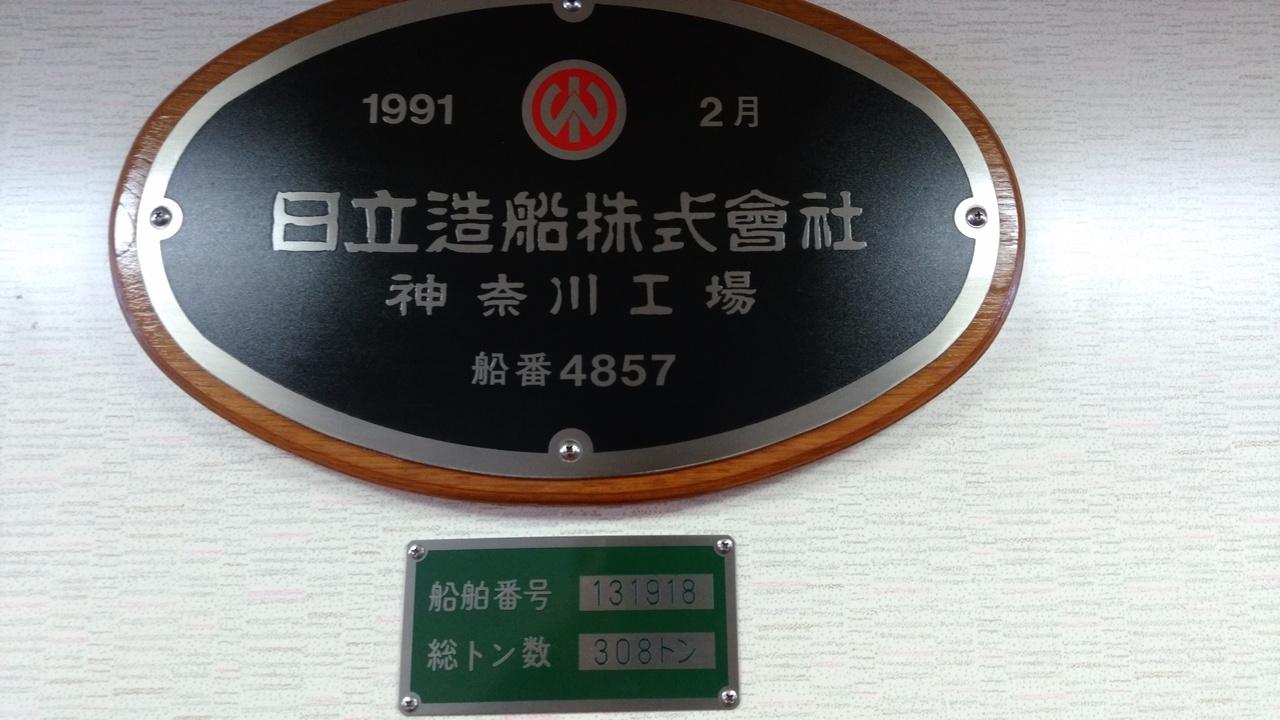 1991 2月
日立造船株式會社
神奈川工場
船番4857
船舶番号 131918
総トン数 308トン